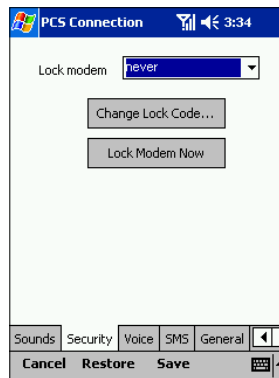 PCS Connection 3:34
Lock modem never
Change Lock Code...
Lock Modem Now
Sounds Security Voice SMS General
Cancel Restore Save